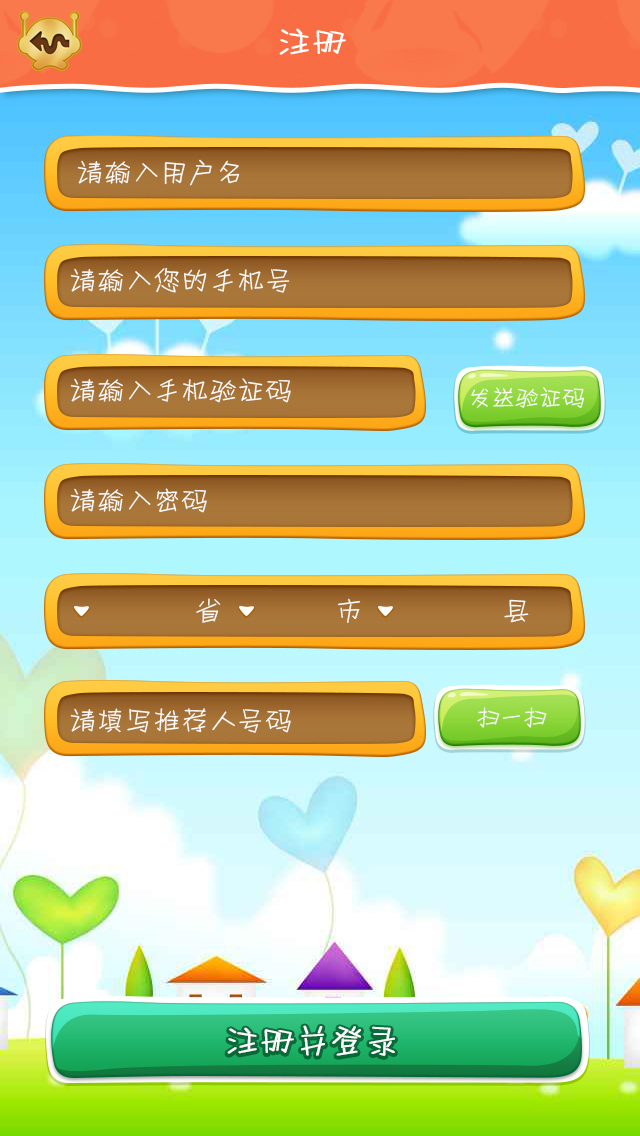 注册
请输入用户名
请输入您的手机号
请输入手机验证码
发送验证码
请输入密码
省 市 县
请填写推荐人号码
扫一扫
注册并登录